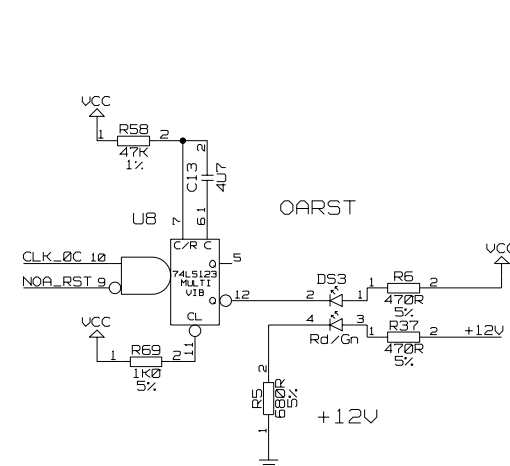 VCC
1 R58 2
47K
1%
2
C13
4U7
U8
7 6 1
OARST
C/R C
CLK_0C 10
Q 5
74LS123
MULTI
VIB
NOA_RST 9
Q 12
CL
11
VCC
1 R69 2
1K0
5%
DS3
2 1
4 3
Rd/Gn
VCC
1 R6 2
470R
5%
1 R37 2 +12V
470R
5%
2
R5
680R
5%
1
+12V